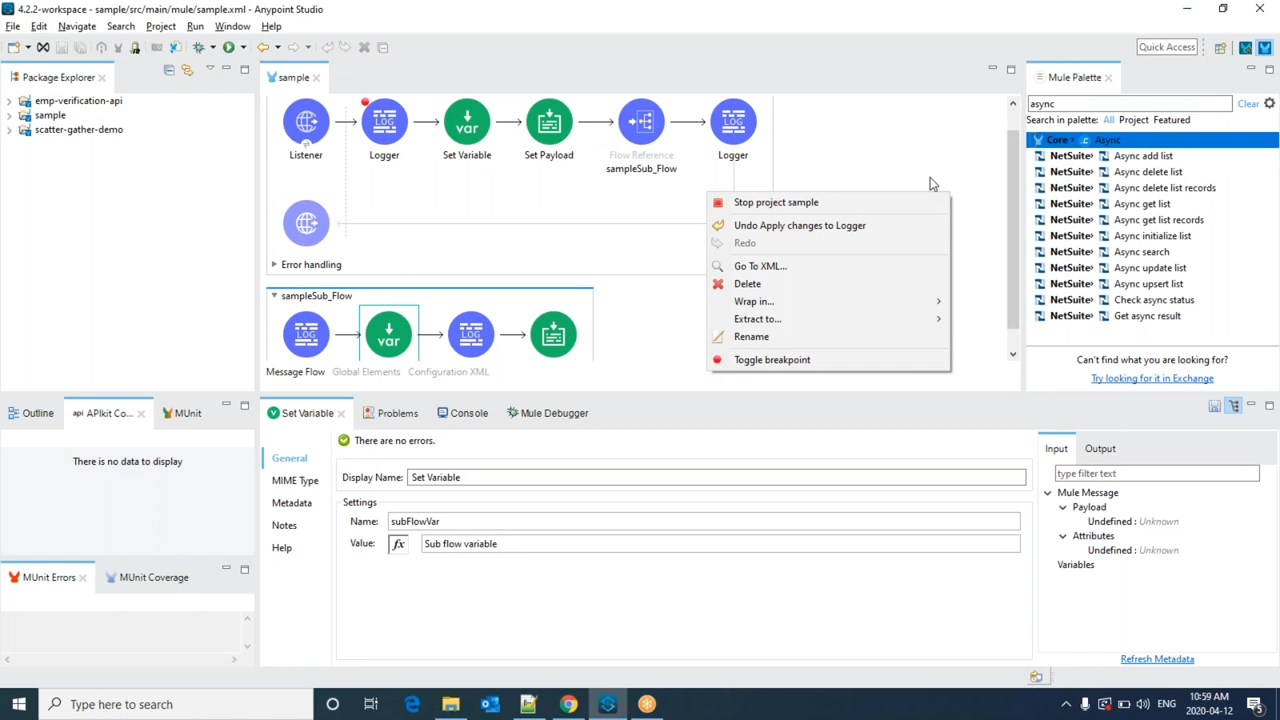 4.2.2-workspace - sample/src/main/mule/sample.xml - Anypoint Studio
File Edit Navigate Search Project Run Window Help
Quick Access
Package Explorer
emp-verification-api
sample
scatter-gather-demo
sample
LOG
var
LOG
Listener
Logger
Set Variable
Set Payload
Flow Reference
sampleSub_Flow
Logger
Error handling
sampleSub_Flow
LOG
var
LOG
Message Flow Global Elements Configuration XML
Stop project sample
Undo Apply changes to Logger
Redo
Go To XML...
Delete
Wrap in...
Extract to...
Rename
Toggle breakpoint
Mule Palette
async
Clear
Search in palette: All Project Featured
Core> Async
NetSuite> Async add list
NetSuite> Async delete list
NetSuite> Async delete list records
NetSuite> Async get list
NetSuite> Async get list records
NetSuite> Async initialize list
NetSuite> Async search
NetSuite> Async update list
NetSuite> Async upsert list
NetSuite> Check async status
NetSuite> Get async result
Can't find what you are looking for?
Try looking for it in Exchange
Outline
api APIkit Co...
MUnit
There is no data to display
MUnit Errors
MUnit Coverage
Set Variable
Problems
Console
Mule Debugger
There are no errors.
General
MIME Type
Metadata
Notes
Help
Display Name: Set Variable
Settings
Name: subFlowVar
Value: fx Sub flow variable
Input Output
type filter text
Mule Message
Payload
Undefined : Unknown
Attributes
Undefined : Unknown
Variables
Refresh Metadata
Type here to search
ENG
10:59 AM
2020-04-12
5